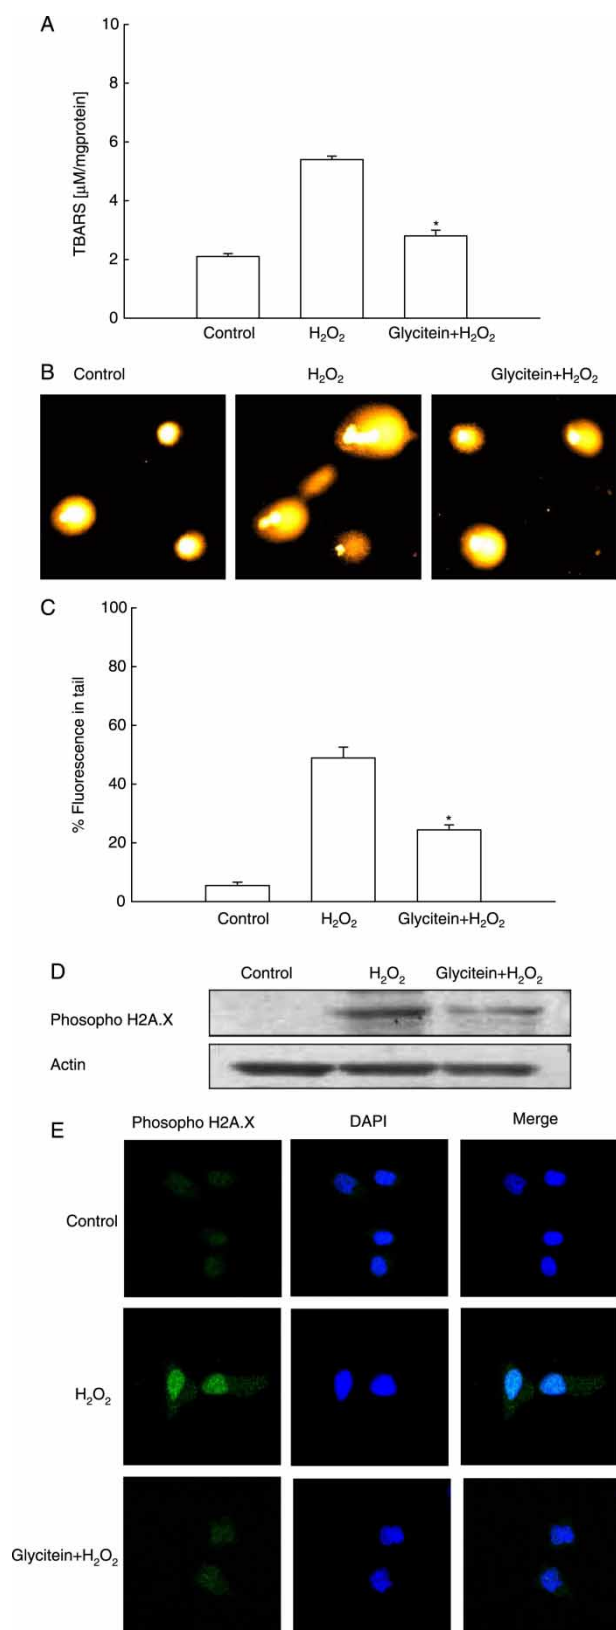 A
TBARS [µM/mgprotein]
10
8
6
4
2
0
*
Control H₂O₂ Glycitein+H₂O₂
B
Control H₂O₂ Glycitein+H₂O₂
C
% Fluorescence in tail
100
80
60
40
20
0
*
Control H₂O₂ Glycitein+H₂O₂
D
Control H₂O₂ Glycitein+H₂O₂
Phosopho H2A.X
Actin
E
Phosopho H2A.X DAPI Merge
Control
H₂O₂
Glycitein+H₂O₂